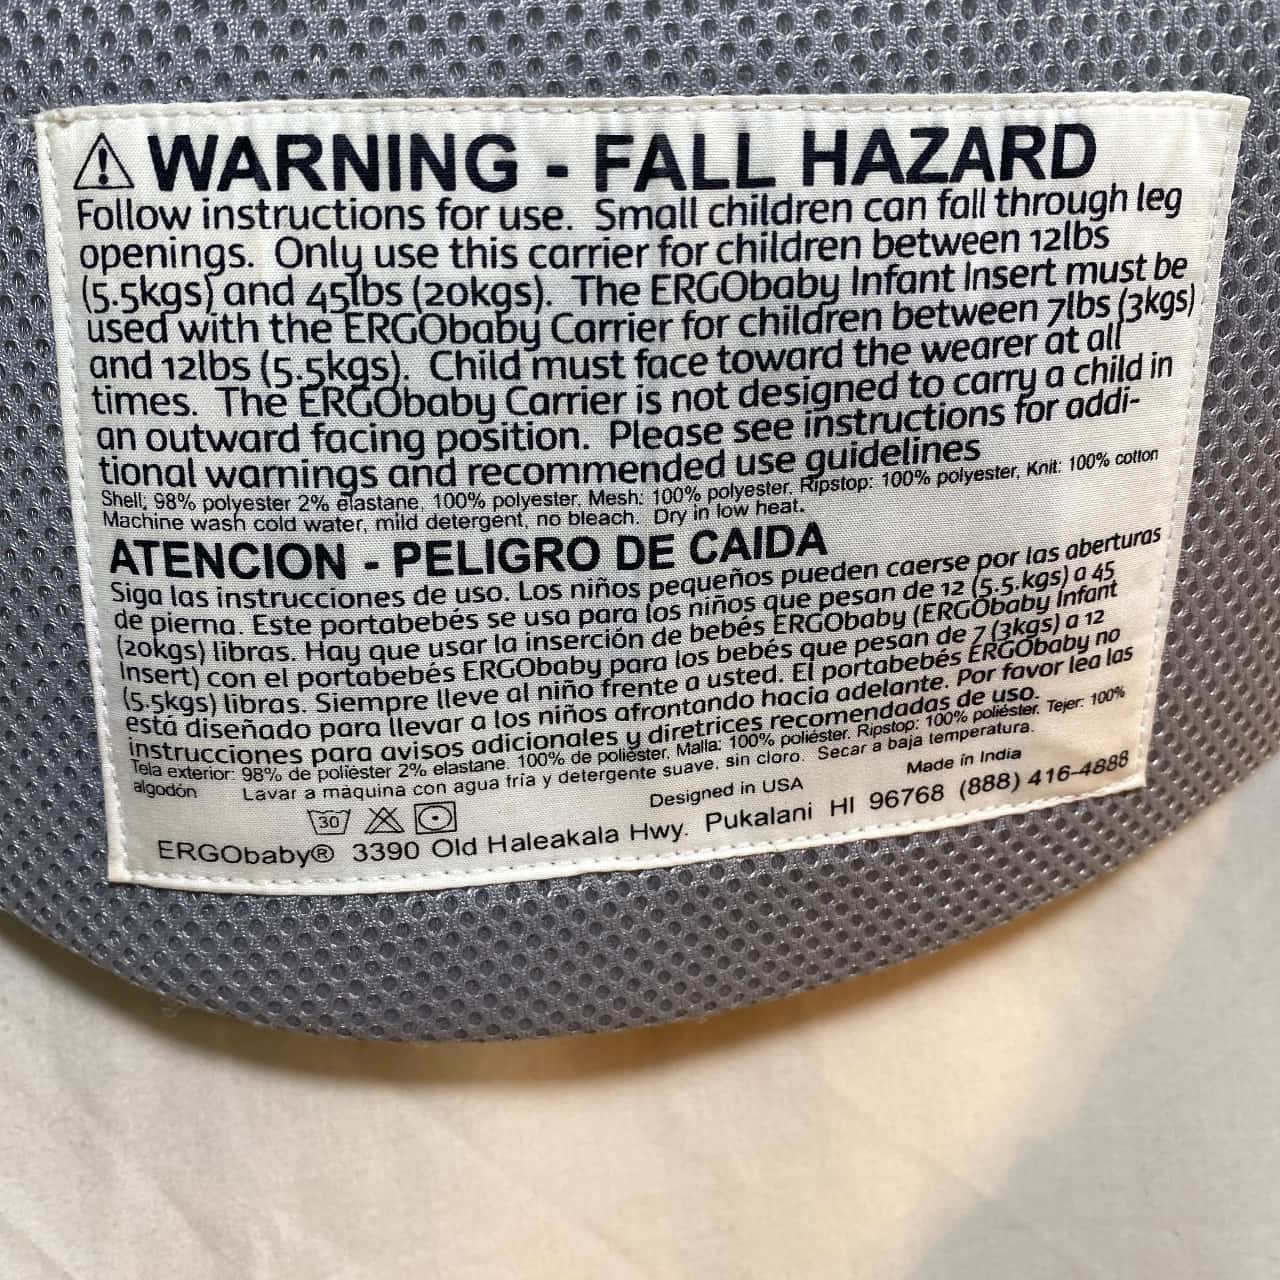 WARNING - FALL HAZARD
Follow instructions for use. Small children can fall through leg
openings. Only use this carrier for children between 12lbs
(5.5kgs) and 45lbs (20kgs). The ERGObaby Infant Insert must be
used with the ERGObaby Carrier for children between 7lbs (3kgs)
and 12lbs (5.5kgs). Child must face toward the wearer at all
times. The ERGObaby Carrier is not designed to carry a child in
an outward facing position. Please see instructions for addi-
tional warnings and recommended use guidelines
Shell; 98% polyester 2% elastane, 100% polyester, Mesh: 100% polyester, Ripstop: 100% polyester, Knit: 100% cotton
Machine wash cold water, mild detergent, no bleach. Dry in low heat.
ATENCION - PELIGRO DE CAIDA
Siga las instrucciones de uso. Los niños pequeños pueden caerse por las aberturas
de pierna. Este portabebés se usa para los niños que pesan de 12 (5.5.kgs) a 45
(20kgs) libras. Hay que usar la inserción de bebés ERGObaby (ERGObaby Infant
Insert) con el portabebés ERGObaby para los bebés que pesan de 7 (3kgs) a 12
(5.5kgs) libras. Siempre lleve al niño frente a usted. El portabebés ERGObaby no
está diseñado para llevar a los niños afrontando hacia adelante. Por favor lea las
instrucciones para avisos adicionales y diretrices recomendadas de uso.
Tela exterior: 98% de poliéster 2% elastane. 100% de poliéster, Malla: 100% poliéster. Ripstop: 100% poliéster. Tejer: 100%
algodón Lavar a máquina con agua fría y detergente suave, sin cloro. Secar a baja temperatura.
30 Designed in USA Made in India
ERGObaby® 3390 Old Haleakala Hwy. Pukalani HI 96768 (888) 416-4888